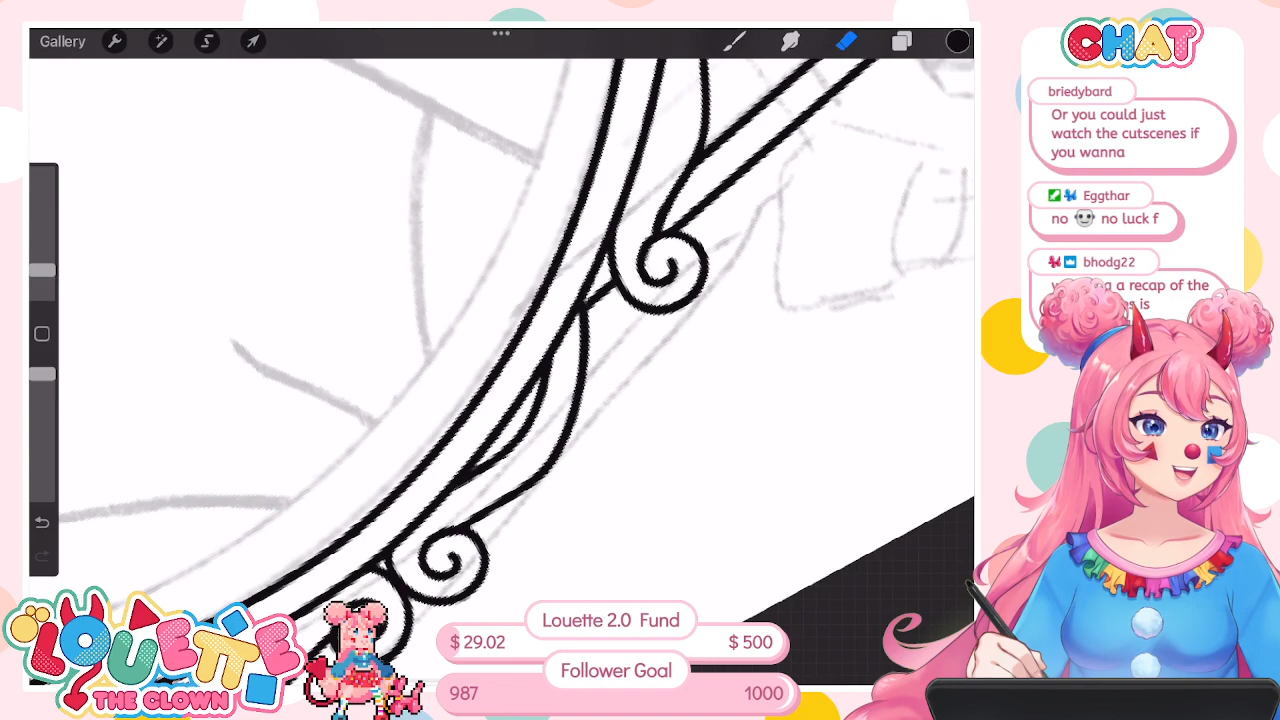 Gallery
CHAT
briedybard
Or you could just
watch the cutscenes if
you wanna
Eggthar
no no luck f
bhodg22
a recap of the
is
Louette 2.0 Fund
$ 29.02
$ 500
Follower Goal
987
1000
LOUETTE
THE CLOWN